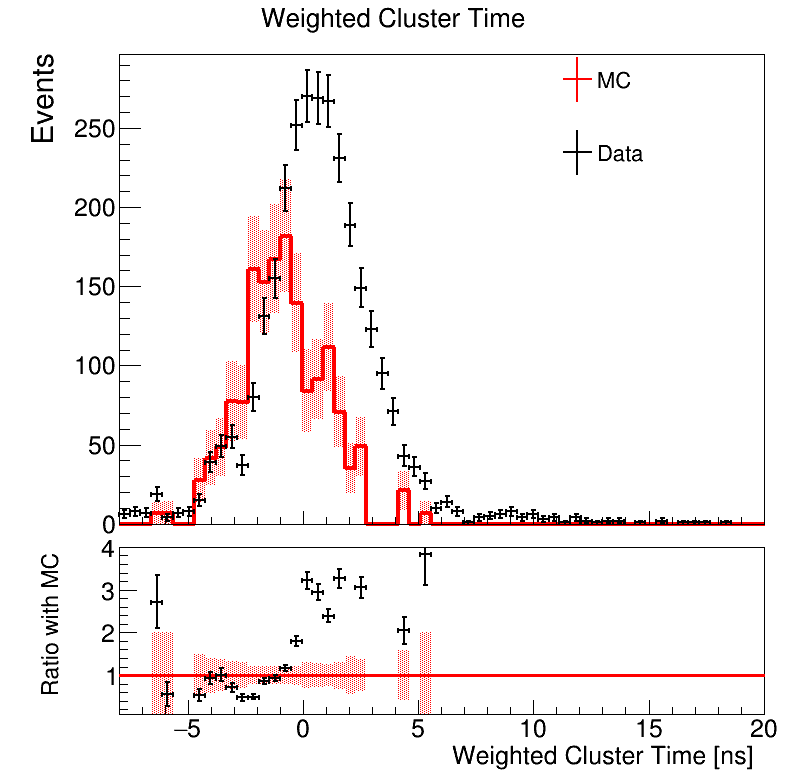 Weighted Cluster Time
Events
MC
Data
250
200
150
100
50
0
Ratio with MC
4
3
2
1
−5 0 5 10 15 20
Weighted Cluster Time [ns]